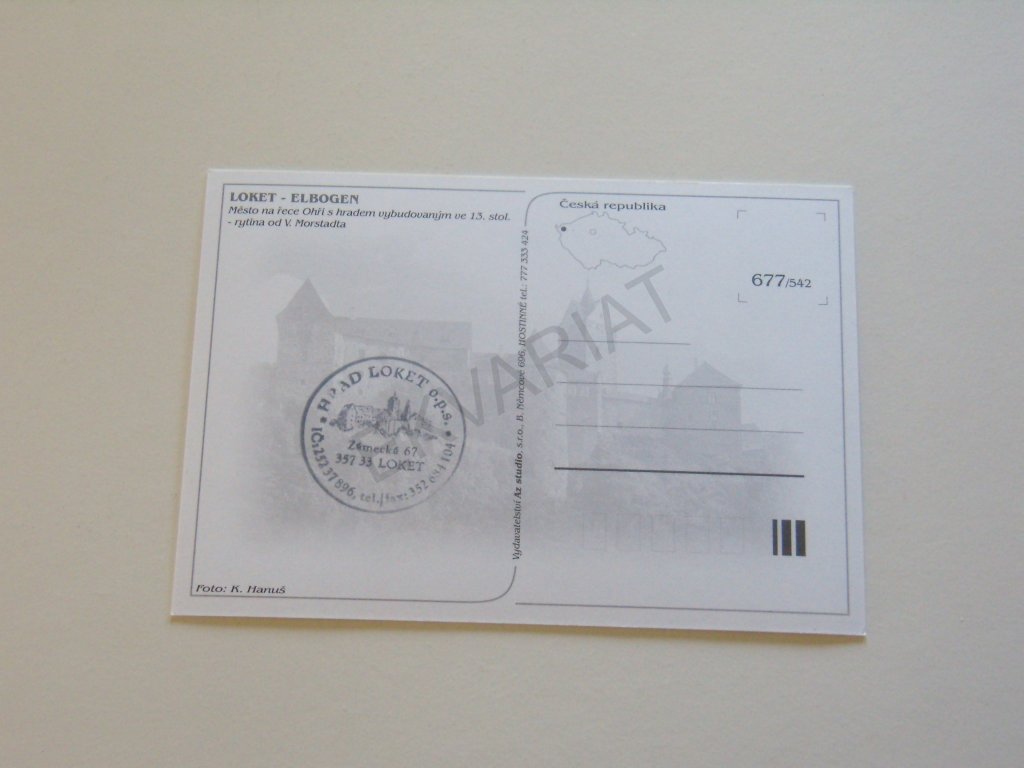 LOKET - ELBOGEN
Město na řece Ohři s hradem vybudovaným ve 13. stol.
- rytina od V. Morstadta
HRAD LOKET o.p.s.
Zámecká 67
357 33 LOKET
IČ:252 37 896, tel./fax: 352 684 104
Foto: K. Hanuš
Vydavatelství Az studio, s.r.o., B. Němcové 696, HOSTINNÉ tel.: 777 333 424
Česká republika
677/542
VARIAT